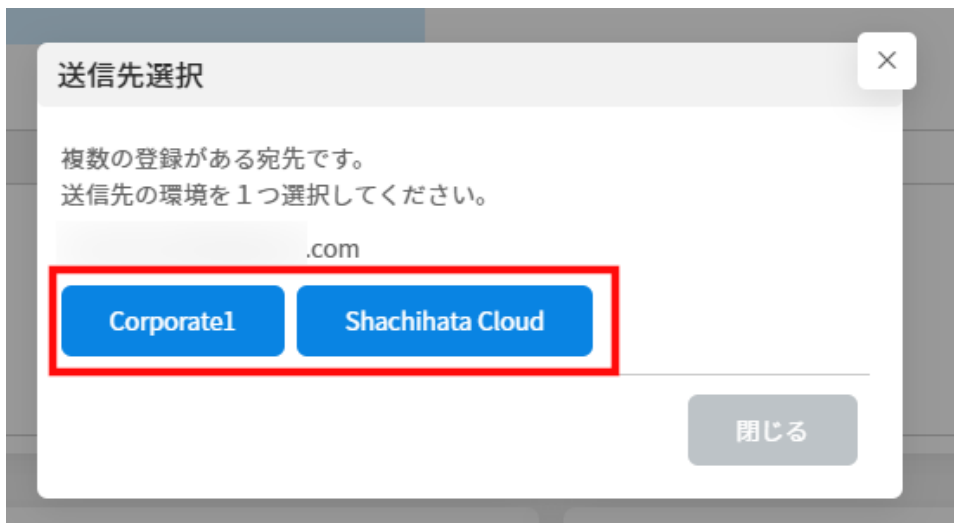 送信先選択
複数の登録がある宛先です。
送信先の環境を１つ選択してください。
.com
Corporate1 Shachihata Cloud
閉じる